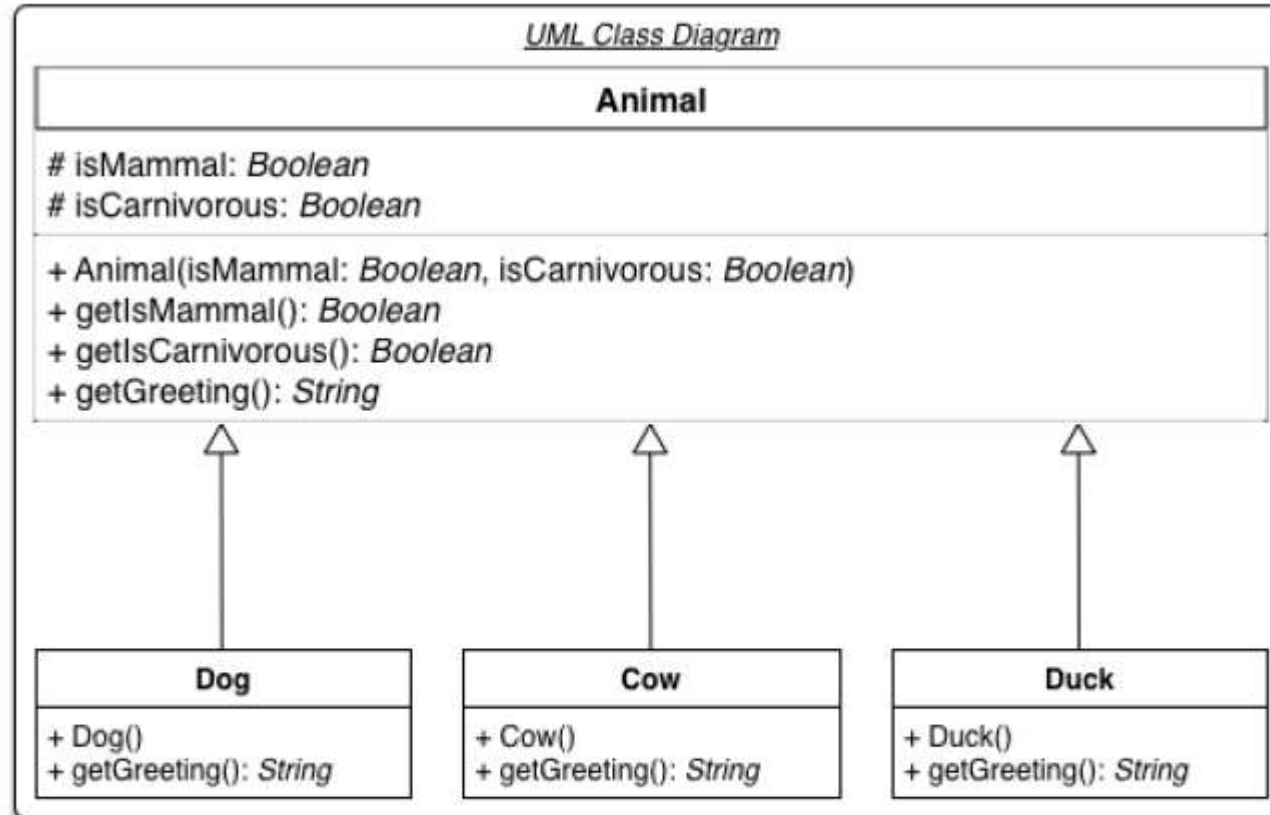 UML Class Diagram
Animal
# isMammal: Boolean
# isCarnivorous: Boolean
+ Animal(isMammal: Boolean, isCarnivorous: Boolean)
+ getIsMammal(): Boolean
+ getIsCarnivorous(): Boolean
+ getGreeting(): String
Dog
+ Dog()
+ getGreeting(): String
Cow
+ Cow()
+ getGreeting(): String
Duck
+ Duck()
+ getGreeting(): String